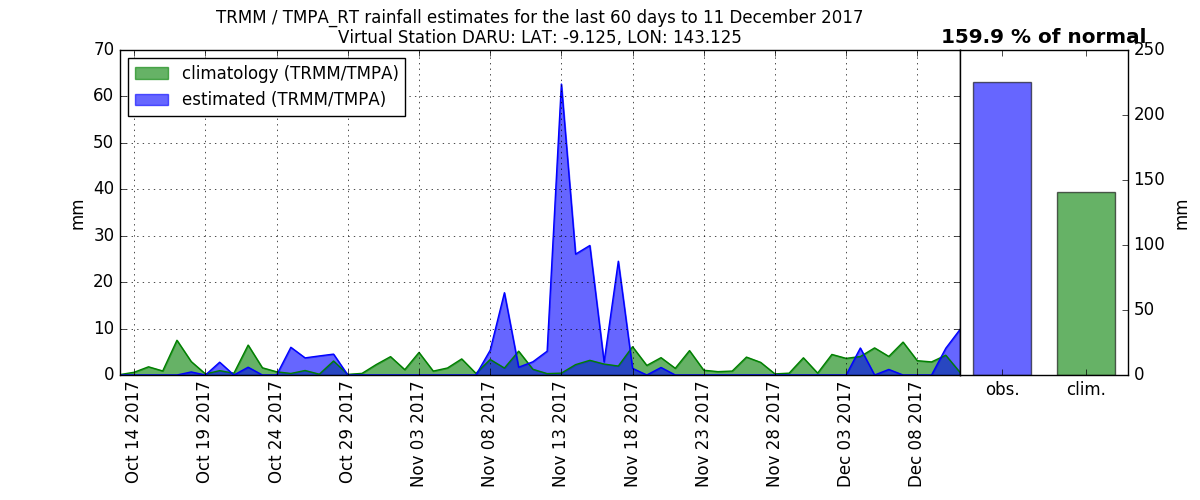 TRMM / TMPA_RT rainfall estimates for the last 60 days to 11 December 2017
Virtual Station DARU: LAT: -9.125, LON: 143.125
159.9 % of normal
climatology (TRMM/TMPA)
estimated (TRMM/TMPA)
mm
70
60
50
40
30
20
10
0
Oct 14 2017
Oct 19 2017
Oct 24 2017
Oct 29 2017
Nov 03 2017
Nov 08 2017
Nov 13 2017
Nov 18 2017
Nov 23 2017
Nov 28 2017
Dec 03 2017
Dec 08 2017
obs.
clim.
250
200
150
100
50
0
mm